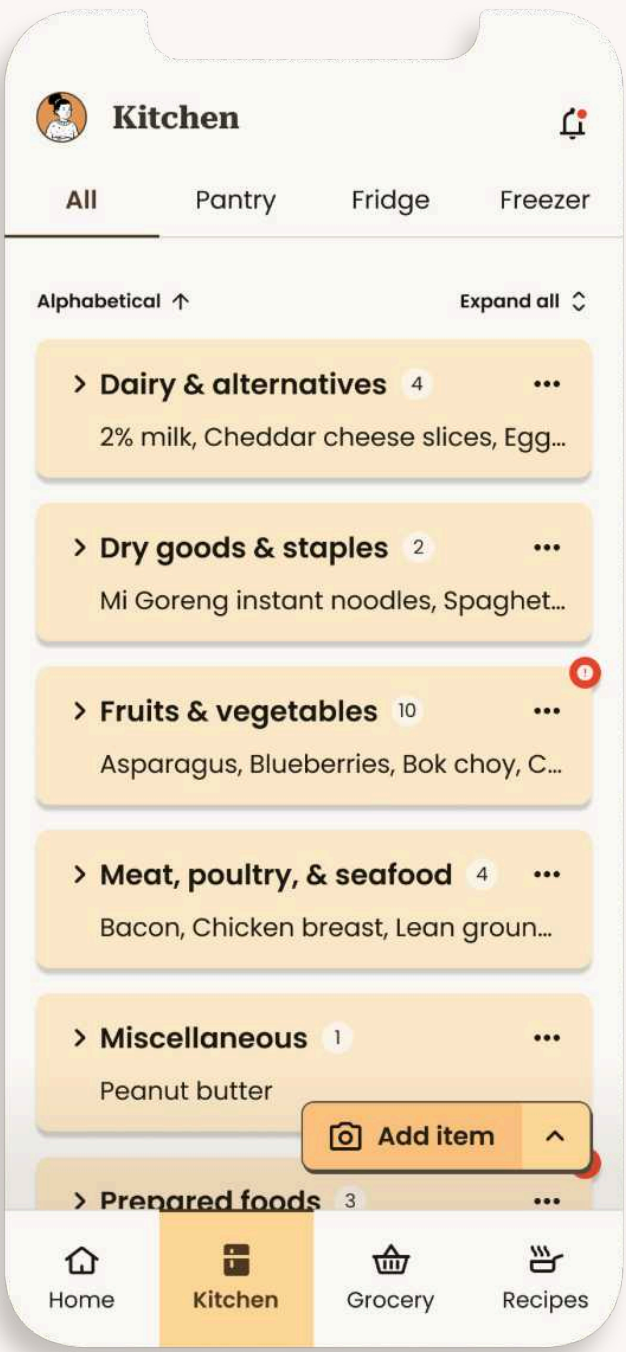 Kitchen
All Pantry Fridge Freezer
Alphabetical ↑ Expand all
Dairy & alternatives 4 •••
2% milk, Cheddar cheese slices, Egg...
Dry goods & staples 2 •••
Mi Goreng instant noodles, Spaghet...
!
Fruits & vegetables 10 •••
Asparagus, Blueberries, Bok choy, C...
Meat, poultry, & seafood 4 •••
Bacon, Chicken breast, Lean groun...
Miscellaneous 1 •••
Peanut butter
Add item
Prepared foods 3 •••
Home Kitchen Grocery Recipes